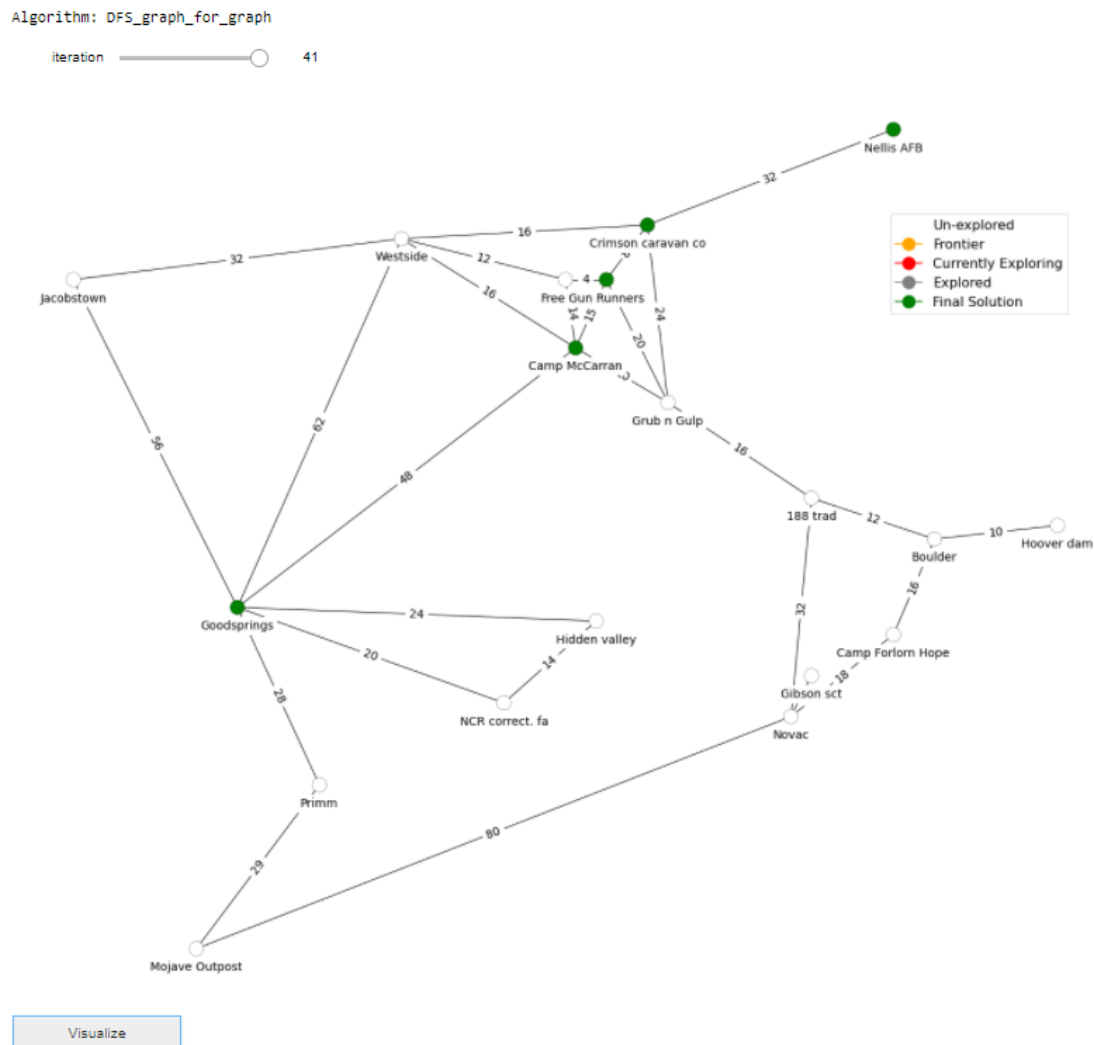 Algorithm: DFS_graph_for_graph
iteration 41
Nellis AFB
32
Un-explored
Frontier
Currently Exploring
Explored
Final Solution
16
Crimson caravan co
Westside
32
12
4
Jacobstown
16
Free Gun Runners
14
15
24
20
Camp McCarran
Grub n Gulp
62
56
16
48
188 trad
12
10
Hoover dam
Boulder
16
32
24
Goodsprings
Hidden valley
20
14
Camp Forlorn Hope
18
Gibson sct
28
NCR correct. fa
Novac
Primm
80
29
Mojave Outpost
Visualize